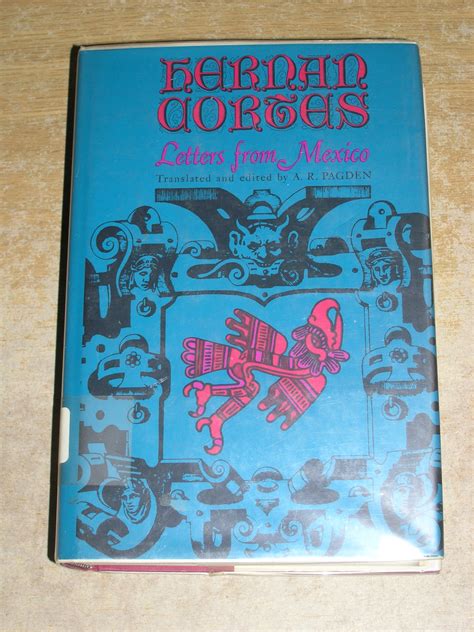 HERNAN
CORTES
Letters from Mexico
Translated and edited by A. R. PAGDEN